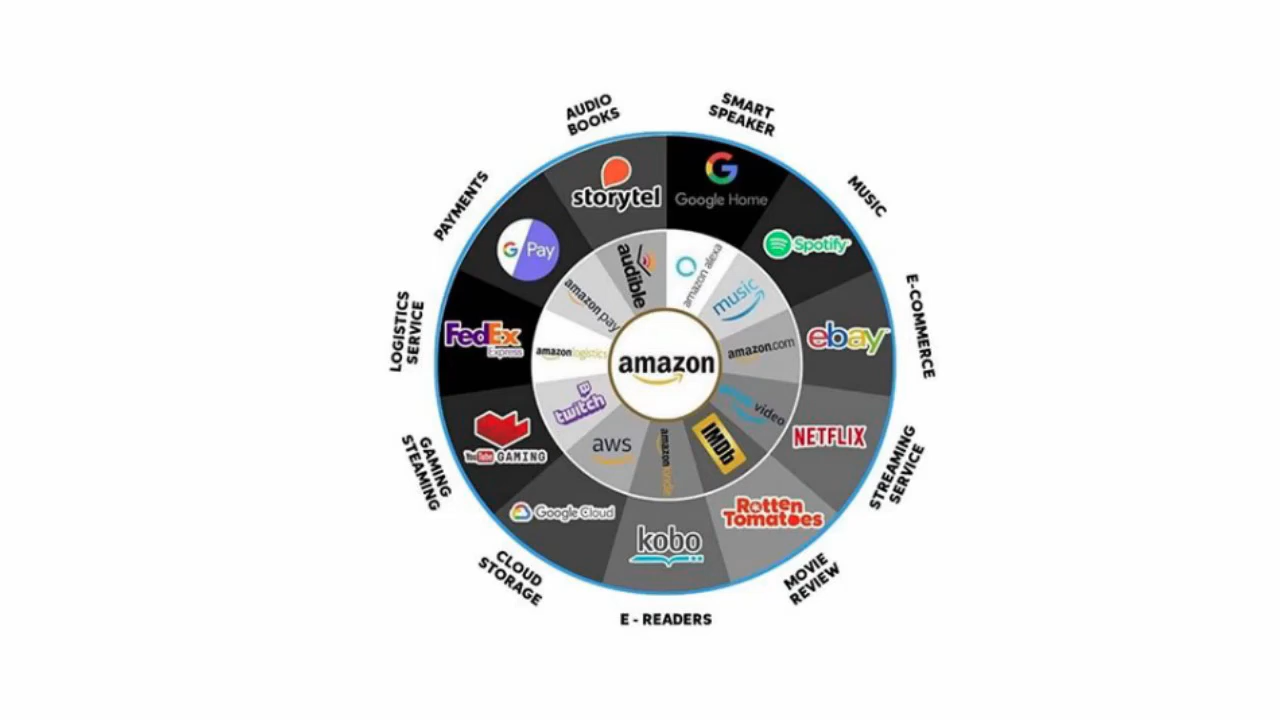 AUDIO
BOOKS
SMART
SPEAKER
MUSIC
E-COMMERCE
STREAMING
SERVICE
MOVIE
REVIEW
E - READERS
CLOUD
STORAGE
GAMING
STEAMING
LOGISTICS
SERVICE
PAYMENTS
storytel
G
Google Home
Spotify
ebay
NETFLIX
Rotten
Tomatoes
kobo
Google Cloud
YouTube GAMING
FedEx
Express
G Pay
audible
amazon alexa
music
amazon.com
prime video
IMDb
amazon kindle
aws
twitch
amazon logistics
amazon pay
amazon